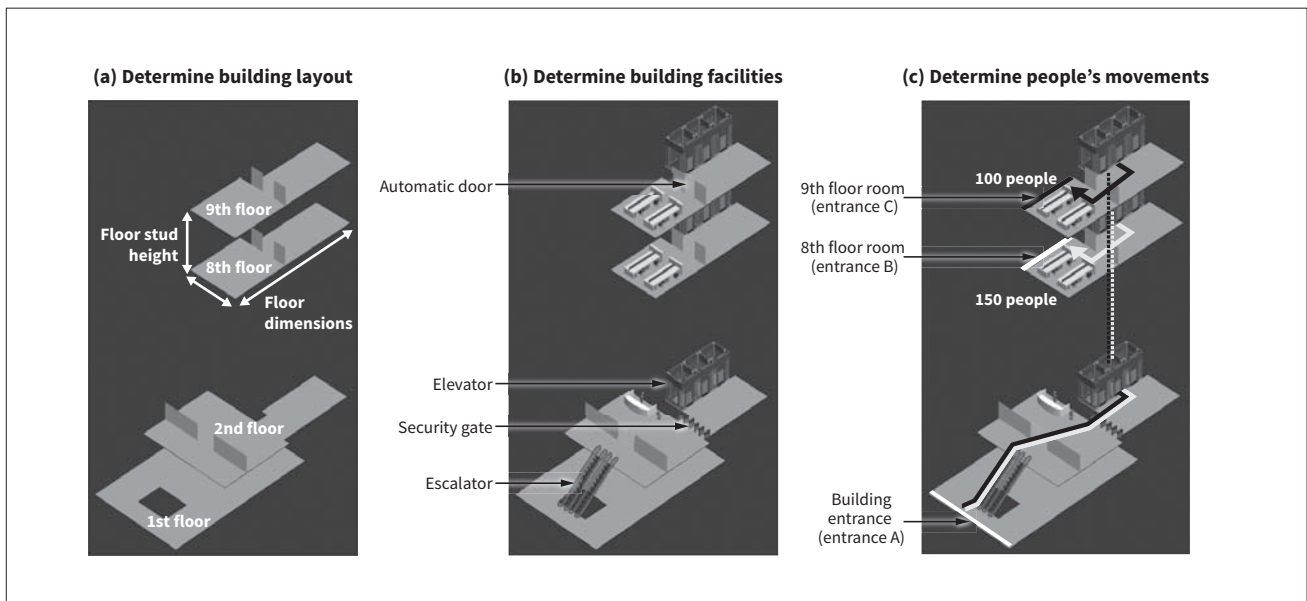 (a) Determine building layout
9th floor
Floor stud
height
8th floor
Floor
dimensions
2nd floor
1st floor
(b) Determine building facilities
Automatic door
Elevator
Security gate
Escalator
(c) Determine people’s movements
100 people
9th floor room
(entrance C)
8th floor room
(entrance B)
150 people
Building
entrance
(entrance A)